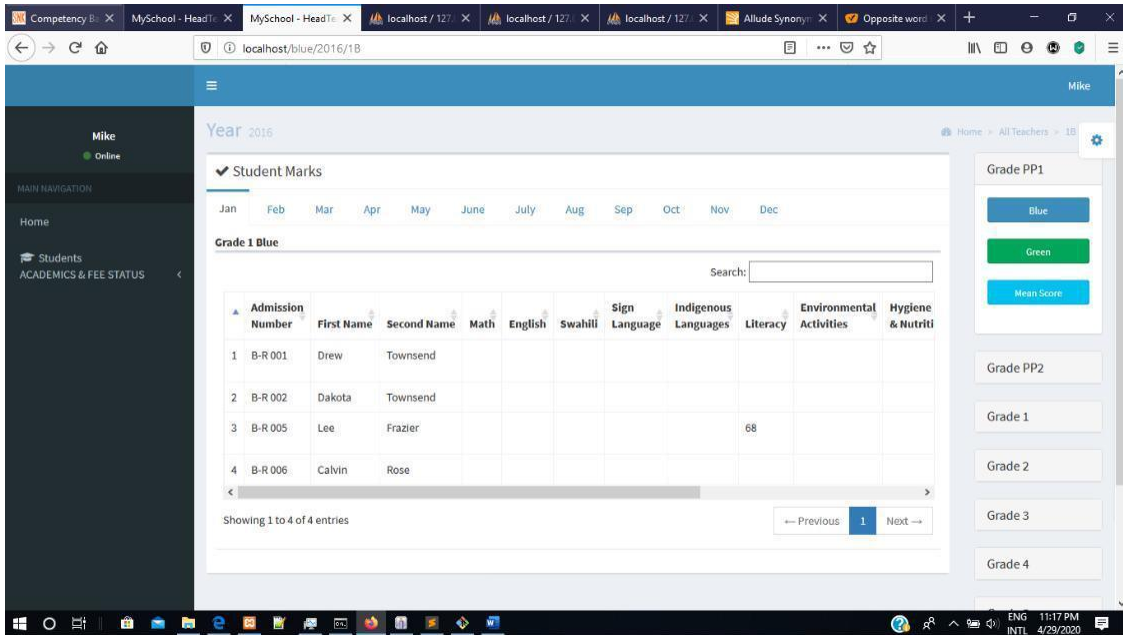 Competency Ba
MySchool - HeadTe
MySchool - HeadTe
localhost / 127.
localhost / 127.
localhost / 127.
Allude Synonym
Opposite word
localhost/blue/2016/1B
Mike
Mike
Online
MAIN NAVIGATION
Home
Students
ACADEMICS & FEE STATUS
Year 2016
Home > All Teachers > 1B
Student Marks
Jan Feb Mar Apr May June July Aug Sep Oct Nov Dec
Grade 1 Blue
Search:
Admission Number First Name Second Name Math English Swahili Sign Language Indigenous Languages Literacy Environmental Activities Hygiene & Nutriti
1 B-R 001 Drew Townsend
2 B-R 002 Dakota Townsend
3 B-R 005 Lee Frazier 68
4 B-R 006 Calvin Rose
Showing 1 to 4 of 4 entries
← Previous 1 Next →
Grade PP1
Blue
Green
Mean Score
Grade PP2
Grade 1
Grade 2
Grade 3
Grade 4
ENG 11:17 PM
INTL 4/29/2020